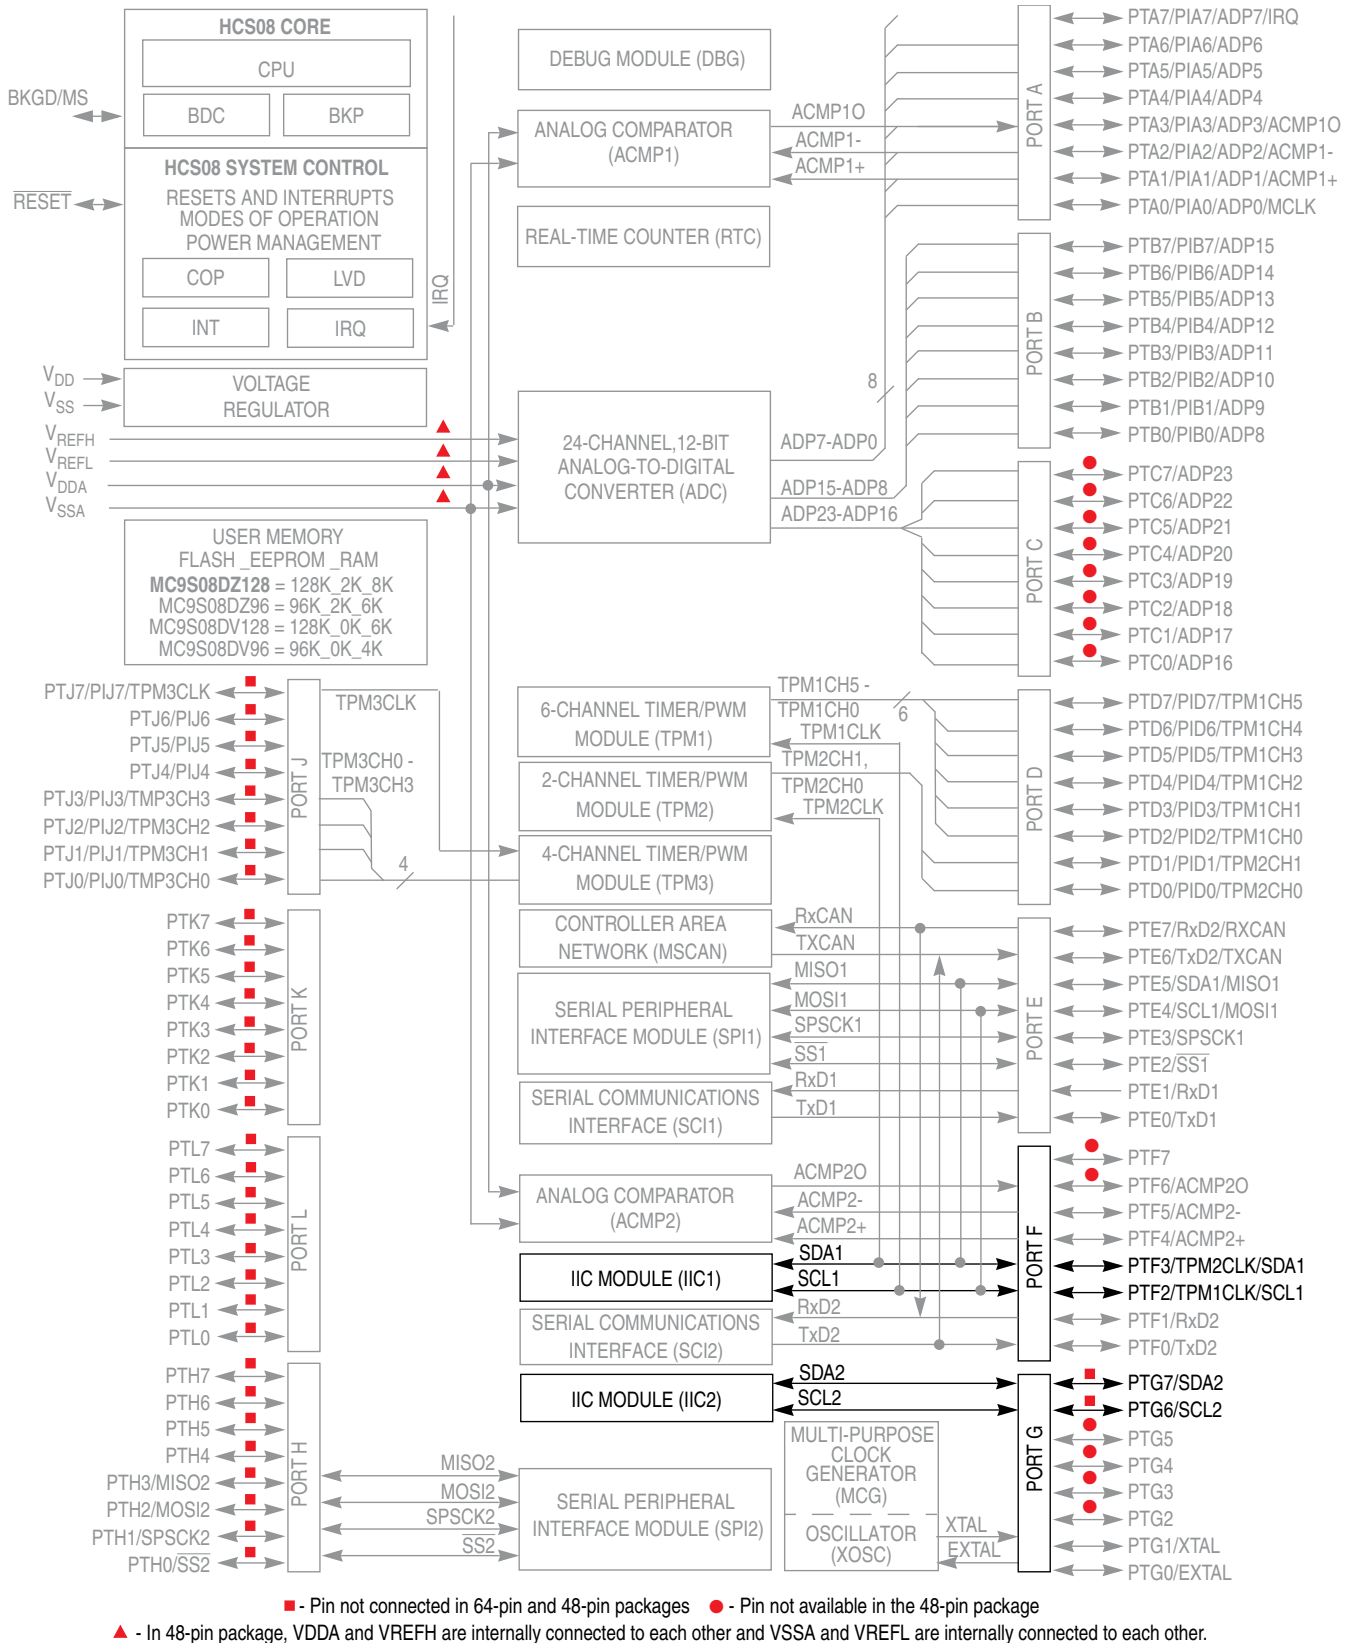 HCS08 CORE
CPU
BDC
BKP
BKGD/MS
HCS08 SYSTEM CONTROL
RESETS AND INTERRUPTS
MODES OF OPERATION
POWER MANAGEMENT
RESET
COP
LVD
INT
IRQ
IRQ
VDD
VSS
VOLTAGE
REGULATOR
VREFH
VREFL
VDDA
VSSA
USER MEMORY
FLASH _EEPROM _RAM
MC9S08DZ128 = 128K_2K_8K
MC9S08DZ96 = 96K_2K_6K
MC9S08DV128 = 128K_0K_6K
MC9S08DV96 = 96K_0K_4K
DEBUG MODULE (DBG)
ANALOG COMPARATOR
(ACMP1)
ACMP1O
ACMP1-
ACMP1+
REAL-TIME COUNTER (RTC)
24-CHANNEL,12-BIT
ANALOG-TO-DIGITAL
CONVERTER (ADC)
8
ADP7-ADP0
ADP15-ADP8
ADP23-ADP16
PORT A
PTA7/PIA7/ADP7/IRQ
PTA6/PIA6/ADP6
PTA5/PIA5/ADP5
PTA4/PIA4/ADP4
PTA3/PIA3/ADP3/ACMP1O
PTA2/PIA2/ADP2/ACMP1-
PTA1/PIA1/ADP1/ACMP1+
PTA0/PIA0/ADP0/MCLK
PORT B
PTB7/PIB7/ADP15
PTB6/PIB6/ADP14
PTB5/PIB5/ADP13
PTB4/PIB4/ADP12
PTB3/PIB3/ADP11
PTB2/PIB2/ADP10
PTB1/PIB1/ADP9
PTB0/PIB0/ADP8
PORT C
PTC7/ADP23
PTC6/ADP22
PTC5/ADP21
PTC4/ADP20
PTC3/ADP19
PTC2/ADP18
PTC1/ADP17
PTC0/ADP16
PTJ7/PIJ7/TPM3CLK
PTJ6/PIJ6
PTJ5/PIJ5
PTJ4/PIJ4
PTJ3/PIJ3/TMP3CH3
PTJ2/PIJ2/TPM3CH2
PTJ1/PIJ1/TPM3CH1
PTJ0/PIJ0/TMP3CH0
PORT J
TPM3CLK
TPM3CH0 -
TPM3CH3
4
6-CHANNEL TIMER/PWM
MODULE (TPM1)
TPM1CH5 -
TPM1CH0
6
TPM1CLK
2-CHANNEL TIMER/PWM
MODULE (TPM2)
TPM2CH1,
TPM2CH0
TPM2CLK
4-CHANNEL TIMER/PWM
MODULE (TPM3)
PORT D
PTD7/PID7/TPM1CH5
PTD6/PID6/TPM1CH4
PTD5/PID5/TPM1CH3
PTD4/PID4/TPM1CH2
PTD3/PID3/TPM1CH1
PTD2/PID2/TPM1CH0
PTD1/PID1/TPM2CH1
PTD0/PID0/TPM2CH0
PTK7
PTK6
PTK5
PTK4
PTK3
PTK2
PTK1
PTK0
PORT K
CONTROLLER AREA
NETWORK (MSCAN)
RxCAN
TXCAN
SERIAL PERIPHERAL
INTERFACE MODULE (SPI1)
MISO1
MOSI1
SPSCK1
SS1
SERIAL COMMUNICATIONS
INTERFACE (SCI1)
RxD1
TxD1
PORT E
PTE7/RxD2/RXCAN
PTE6/TxD2/TXCAN
PTE5/SDA1/MISO1
PTE4/SCL1/MOSI1
PTE3/SPSCK1
PTE2/SS1
PTE1/RxD1
PTE0/TxD1
PTL7
PTL6
PTL5
PTL4
PTL3
PTL2
PTL1
PTL0
PORT L
ANALOG COMPARATOR
(ACMP2)
ACMP2O
ACMP2-
ACMP2+
IIC MODULE (IIC1)
SDA1
SCL1
SERIAL COMMUNICATIONS
INTERFACE (SCI2)
RxD2
TxD2
PORT F
PTF7
PTF6/ACMP2O
PTF5/ACMP2-
PTF4/ACMP2+
PTF3/TPM2CLK/SDA1
PTF2/TPM1CLK/SCL1
PTF1/RxD2
PTF0/TxD2
PTH7
PTH6
PTH5
PTH4
PTH3/MISO2
PTH2/MOSI2
PTH1/SPSCK2
PTH0/SS2
PORT H
MISO2
MOSI2
SPSCK2
SS2
IIC MODULE (IIC2)
SDA2
SCL2
SERIAL PERIPHERAL
INTERFACE MODULE (SPI2)
MULTI-PURPOSE
CLOCK
GENERATOR
(MCG)
OSCILLATOR
(XOSC)
XTAL
EXTAL
PORT G
PTG7/SDA2
PTG6/SCL2
PTG5
PTG4
PTG3
PTG2
PTG1/XTAL
PTG0/EXTAL
■ - Pin not connected in 64-pin and 48-pin packages ● - Pin not available in the 48-pin package
▲ - In 48-pin package, VDDA and VREFH are internally connected to each other and VSSA and VREFL are internally connected to each other.